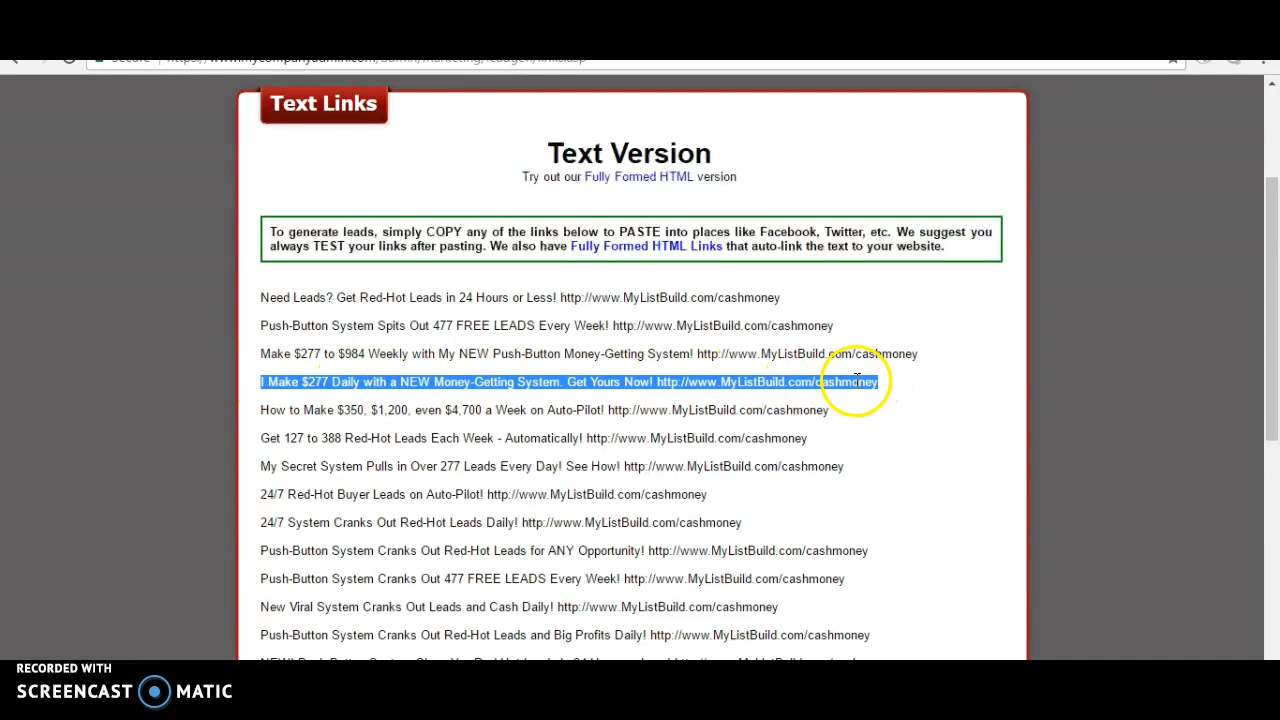 Text Links
Text Version
Try out our Fully Formed HTML version
To generate leads, simply COPY any of the links below to PASTE into places like Facebook, Twitter, etc. We suggest you
always TEST your links after pasting. We also have Fully Formed HTML Links that auto-link the text to your website.
Need Leads? Get Red-Hot Leads in 24 Hours or Less! http://www.MyListBuild.com/cashmoney
Push-Button System Spits Out 477 FREE LEADS Every Week! http://www.MyListBuild.com/cashmoney
Make $277 to $984 Weekly with My NEW Push-Button Money-Getting System! http://www.MyListBuild.com/cashmoney
I Make $277 Daily with a NEW Money-Getting System. Get Yours Now! http://www.MyListBuild.com/cashmoney
How to Make $350, $1,200, even $4,700 a Week on Auto-Pilot! http://www.MyListBuild.com/cashmoney
Get 127 to 388 Red-Hot Leads Each Week - Automatically! http://www.MyListBuild.com/cashmoney
My Secret System Pulls in Over 277 Leads Every Day! See How! http://www.MyListBuild.com/cashmoney
24/7 Red-Hot Buyer Leads on Auto-Pilot! http://www.MyListBuild.com/cashmoney
24/7 System Cranks Out Red-Hot Leads Daily! http://www.MyListBuild.com/cashmoney
Push-Button System Cranks Out Red-Hot Leads for ANY Opportunity! http://www.MyListBuild.com/cashmoney
Push-Button System Cranks Out 477 FREE LEADS Every Week! http://www.MyListBuild.com/cashmoney
New Viral System Cranks Out Leads and Cash Daily! http://www.MyListBuild.com/cashmoney
Push-Button System Cranks Out Red-Hot Leads and Big Profits Daily! http://www.MyListBuild.com/cashmoney
RECORDED WITH
SCREENCAST MATIC